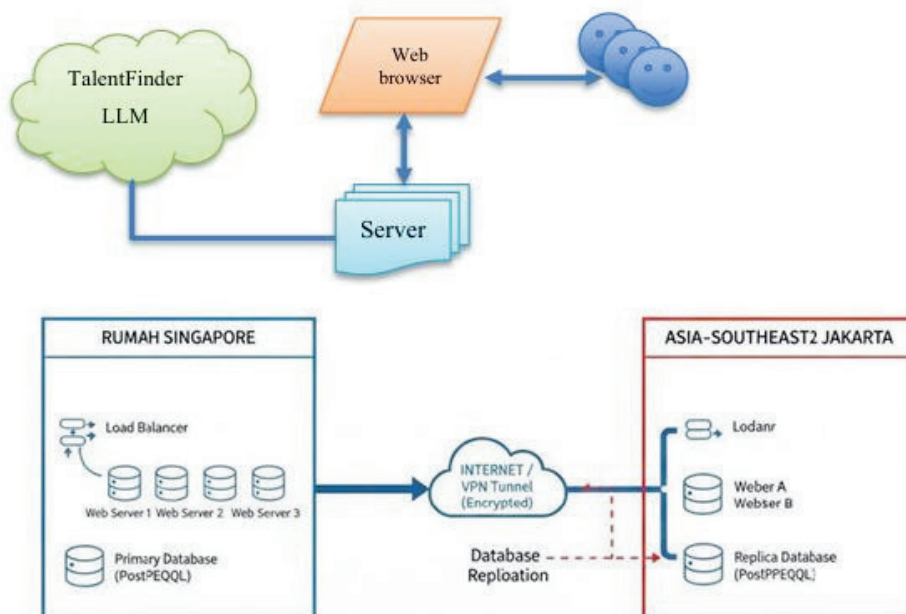 TalentFinder
LLM
Web
browser
Server
RUMAH SINGAPORE
Load Balancer
Web Server 1 Web Server 2 Web Server 3
Primary Database
(PostPEQQL)
INTERNET /
VPN Tunnel
(Encrypted)
Database
Reploation
ASIA-SOUTHEAST2 JAKARTA
Lodanr
Weber A
Webser B
Replica Database
(PostPPEQQL)